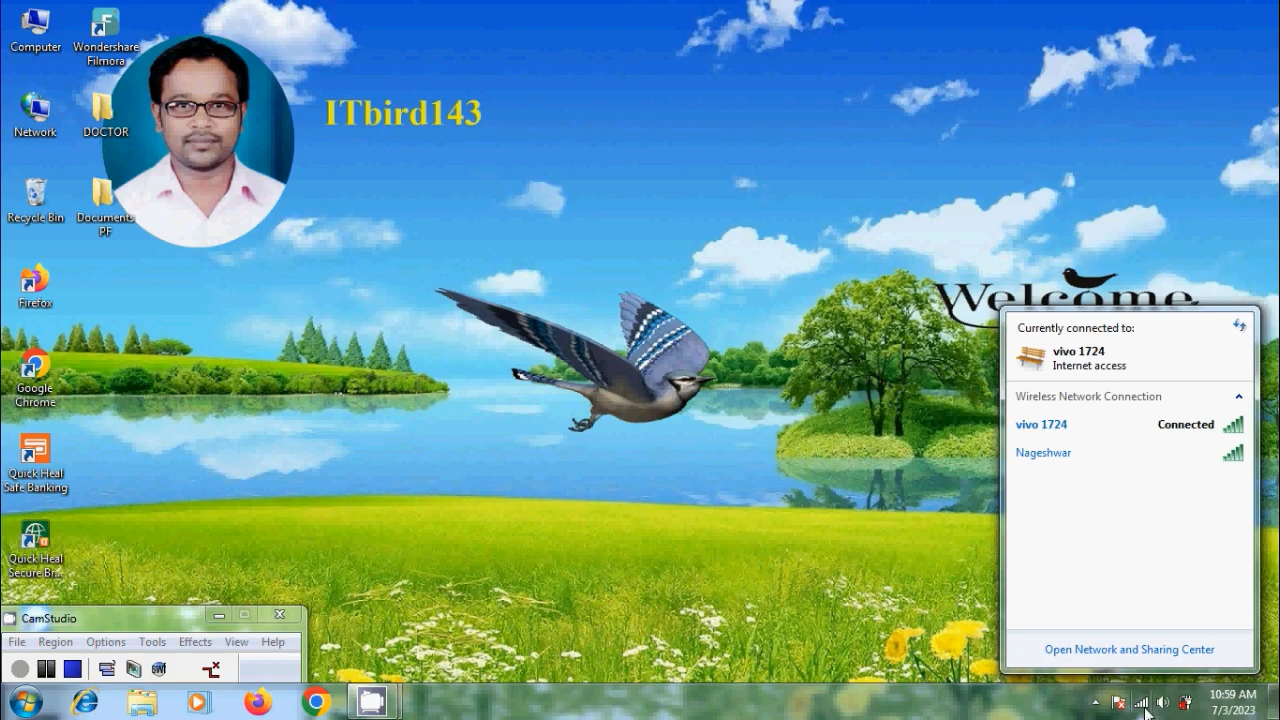 Computer
Wondershare
Filmora
Network
DOCTOR
Recycle Bin
Documents
PF
Firefox
Google
Chrome
Quick Heal
Safe Banking
Quick Heal
Secure Br...
ITbird143
Welcome
Currently connected to:
vivo 1724
Internet access
Wireless Network Connection
vivo 1724 Connected
Nageshwar
Open Network and Sharing Center
CamStudio
File Region Options Tools Effects View Help
10:59 AM
7/3/2023